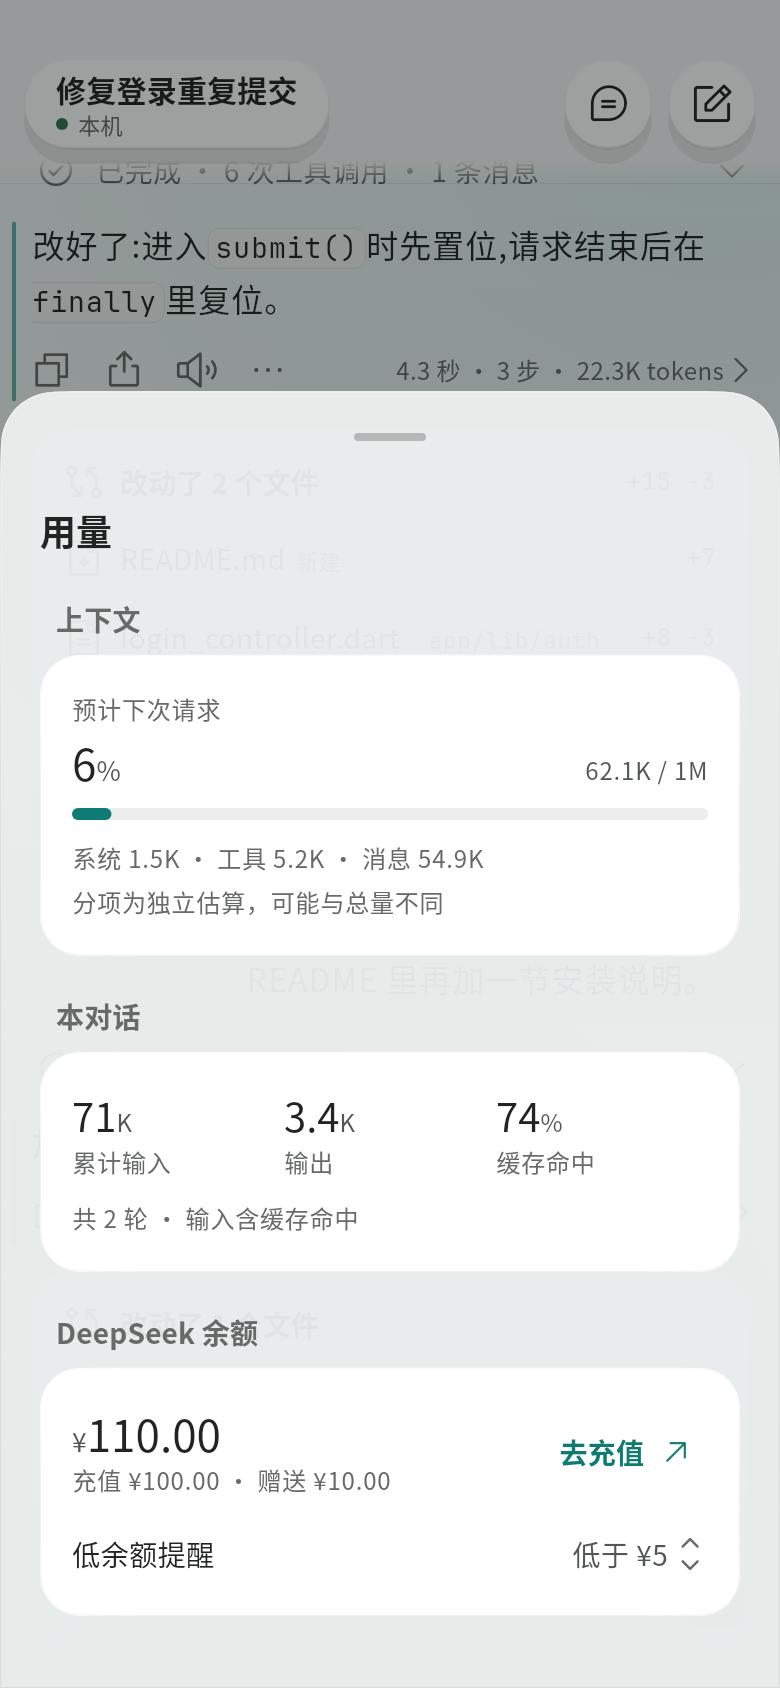 修复登录重复提交
本机
已完成 • 6 次工具调用 • 1 条消息
改好了:进入 submit() 时先置位,请求结束后在
finally 里复位。
4.3 秒 • 3 步 • 22.3K tokens
改动了 2 个文件 +15 -3
用量
README.md 新建 +7
上下文
login_controller.dart app/lib/auth +8 -3
预计下次请求
6% 62.1K / 1M
系统 1.5K • 工具 5.2K • 消息 54.9K
分项为独立估算，可能与总量不同
README 里再加一节安装说明。
本对话
71K 3.4K 74%
累计输入 输出 缓存命中
共 2 轮 • 输入含缓存命中
DeepSeek 余额
¥110.00
去充值
充值 ¥100.00 • 赠送 ¥10.00
低余额提醒 低于 ¥5